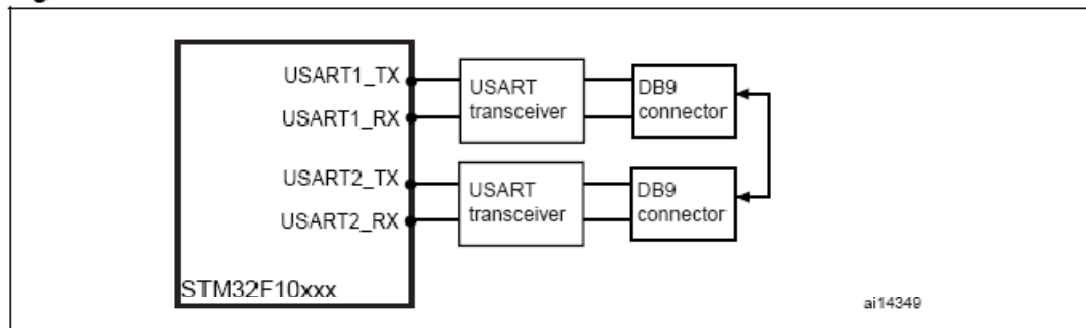 USART1_TX
USART1_RX
USART
transceiver
DB9
connector
USART2_TX
USART2_RX
USART
transceiver
DB9
connector
STM32F10xxx
ai14349